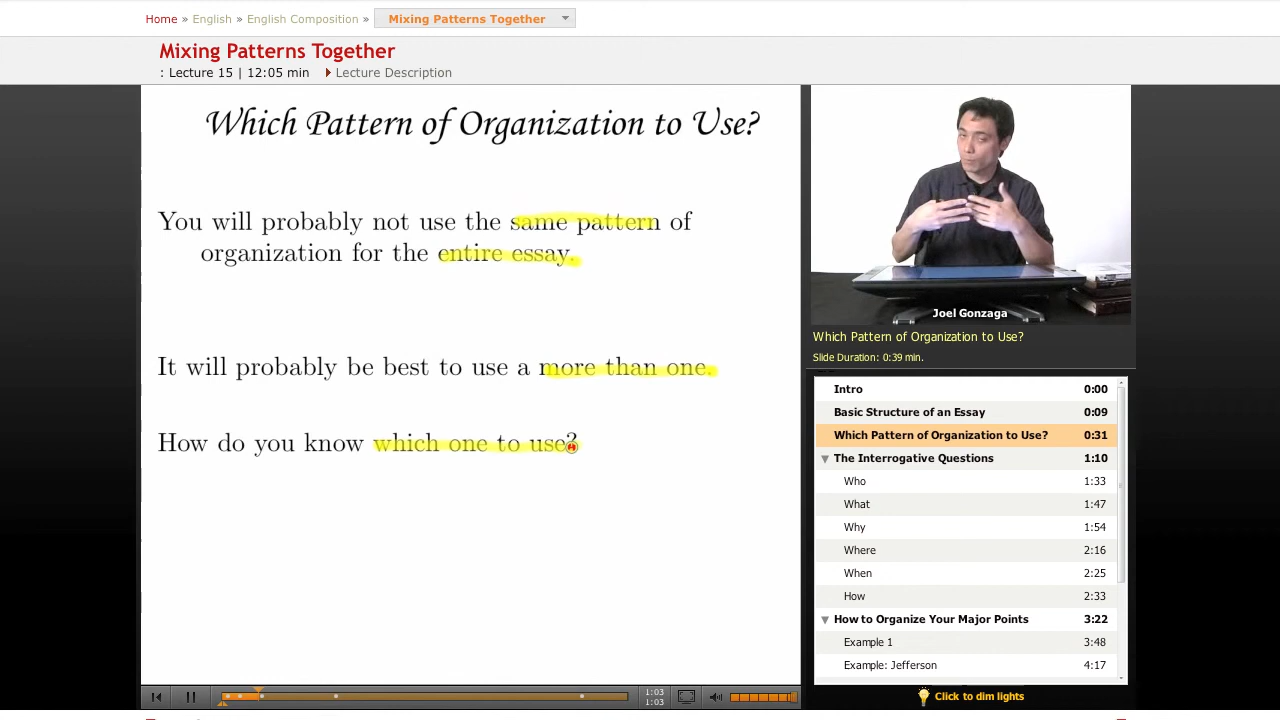 Home » English » English Composition » Mixing Patterns Together
Mixing Patterns Together
: Lecture 15 | 12:05 min Lecture Description
Which Pattern of Organization to Use?
You will probably not use the same pattern of
organization for the entire essay.
It will probably be best to use a more than one.
How do you know which one to use?
Joel Gonzaga
Which Pattern of Organization to Use?
Slide Duration: 0:39 min.
Intro 0:00
Basic Structure of an Essay 0:09
Which Pattern of Organization to Use? 0:31
The Interrogative Questions 1:10
Who 1:33
What 1:47
Why 1:54
Where 2:16
When 2:25
How 2:33
How to Organize Your Major Points 3:22
Example 1 3:48
Example: Jefferson 4:17
1:03
1:03
Click to dim lights